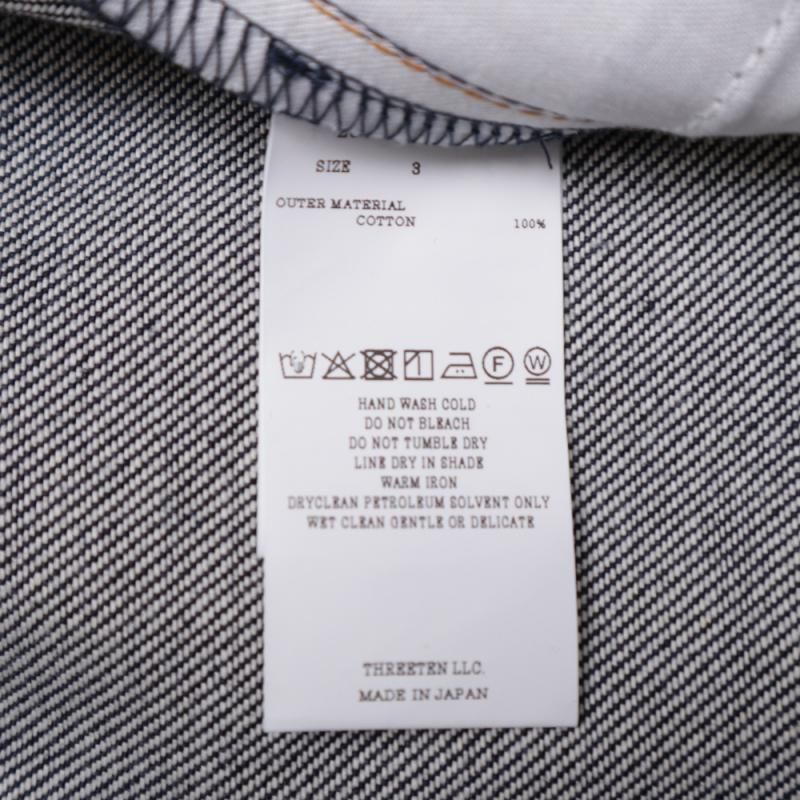 SIZE 3
OUTER MATERIAL
COTTON 100%
F W
HAND WASH COLD
DO NOT BLEACH
DO NOT TUMBLE DRY
LINE DRY IN SHADE
WARM IRON
DRYCLEAN PETROLEUM SOLVENT ONLY
WET CLEAN GENTLE OR DELICATE
THREETEN LLC.
MADE IN JAPAN